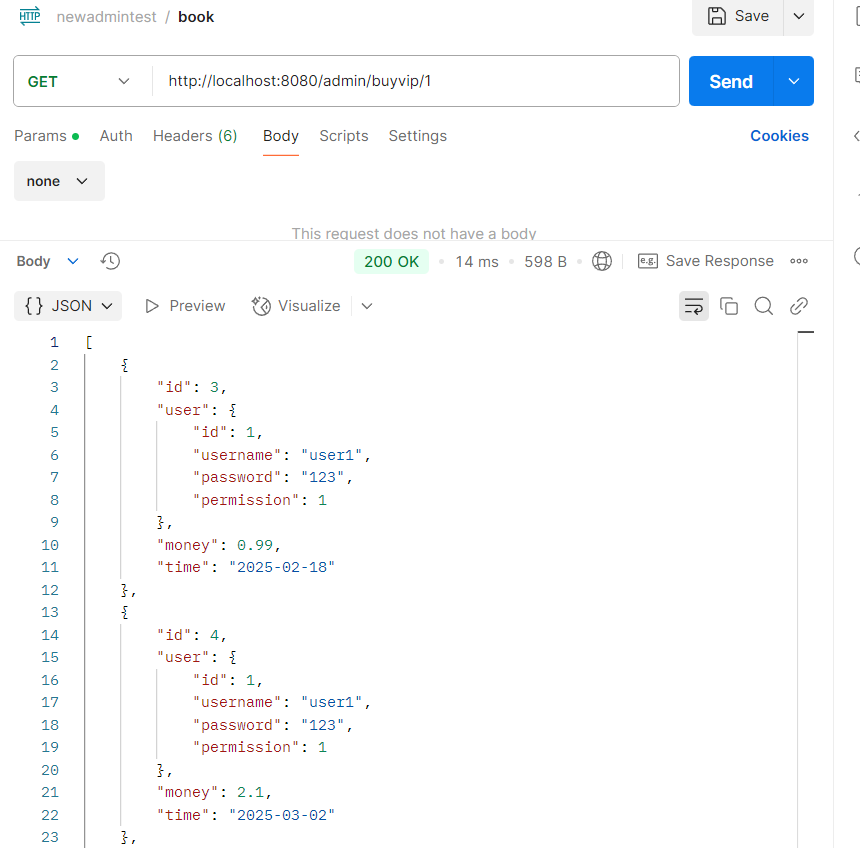 HTTP newadmintest / book Save
GET http://localhost:8080/admin/buyvip/1 Send
Params Auth Headers (6) Body Scripts Settings Cookies
none
This request does not have a body
Body 200 OK 14 ms 598 B e.g. Save Response
{} JSON Preview Visualize
1 [
2 {
3 "id": 3,
4 "user": {
5 "id": 1,
6 "username": "user1",
7 "password": "123",
8 "permission": 1
9 },
10 "money": 0.99,
11 "time": "2025-02-18"
12 },
13 {
14 "id": 4,
15 "user": {
16 "id": 1,
17 "username": "user1",
18 "password": "123",
19 "permission": 1
20 },
21 "money": 2.1,
22 "time": "2025-03-02"
23 },